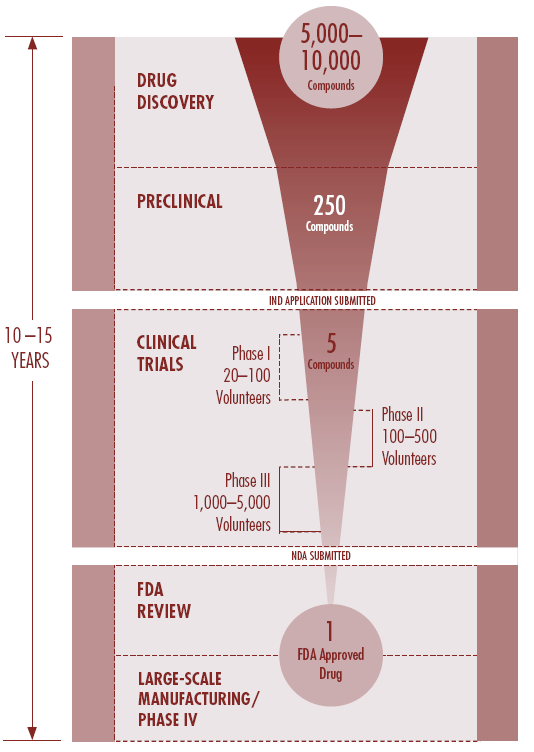 5,000–
10,000
Compounds
DRUG
DISCOVERY
PRECLINICAL
250
Compounds
IND APPLICATION SUBMITTED
10 –15
YEARS
CLINICAL
TRIALS
5
Compounds
Phase I
20–100
Volunteers
Phase II
100–500
Volunteers
Phase III
1,000–5,000
Volunteers
NDA SUBMITTED
FDA
REVIEW
1
FDA Approved
Drug
LARGE-SCALE
MANUFACTURING/
PHASE IV